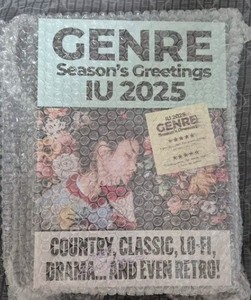 GENRE
Season's Greetings
IU 2025
GENRE
COUNTRY, CLASSIC, LO-FI,
DRAMA... AND EVEN RETRO!